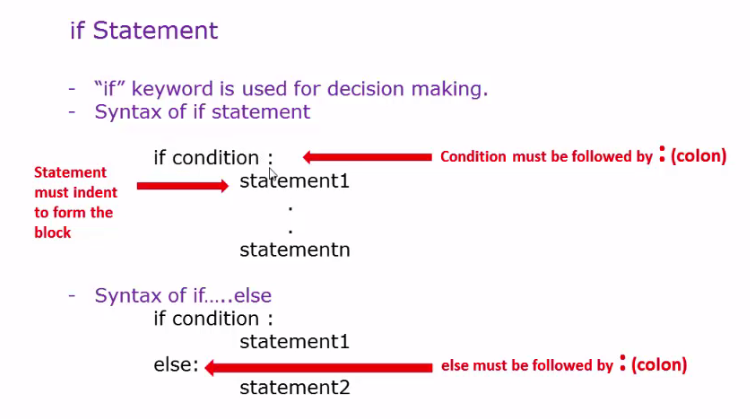 if Statement
- “if” keyword is used for decision making.
- Syntax of if statement
if condition :
Condition must be followed by : (colon)
Statement
must indent
to form the
block
statement1
.
.
statementn
- Syntax of if.....else
if condition :
statement1
else:
else must be followed by : (colon)
statement2